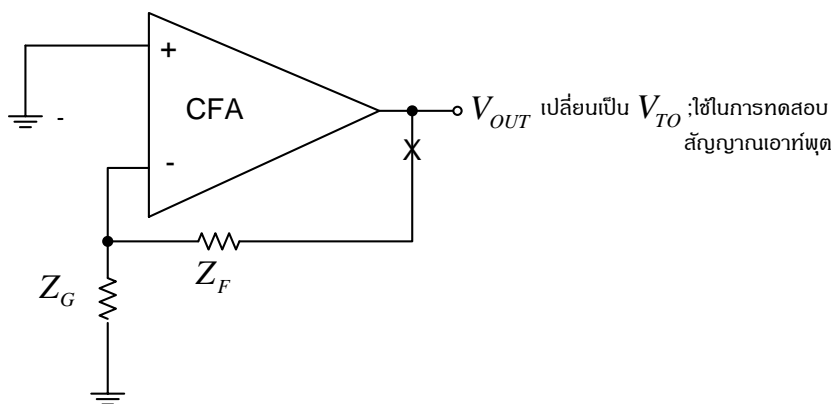 +
CFA
V_OUT เปลี่ยนเป็น V_TO ;ใช้ในการทดสอบ
สัญญาณเอาท์พุต
-
-
X
Z_F
Z_G